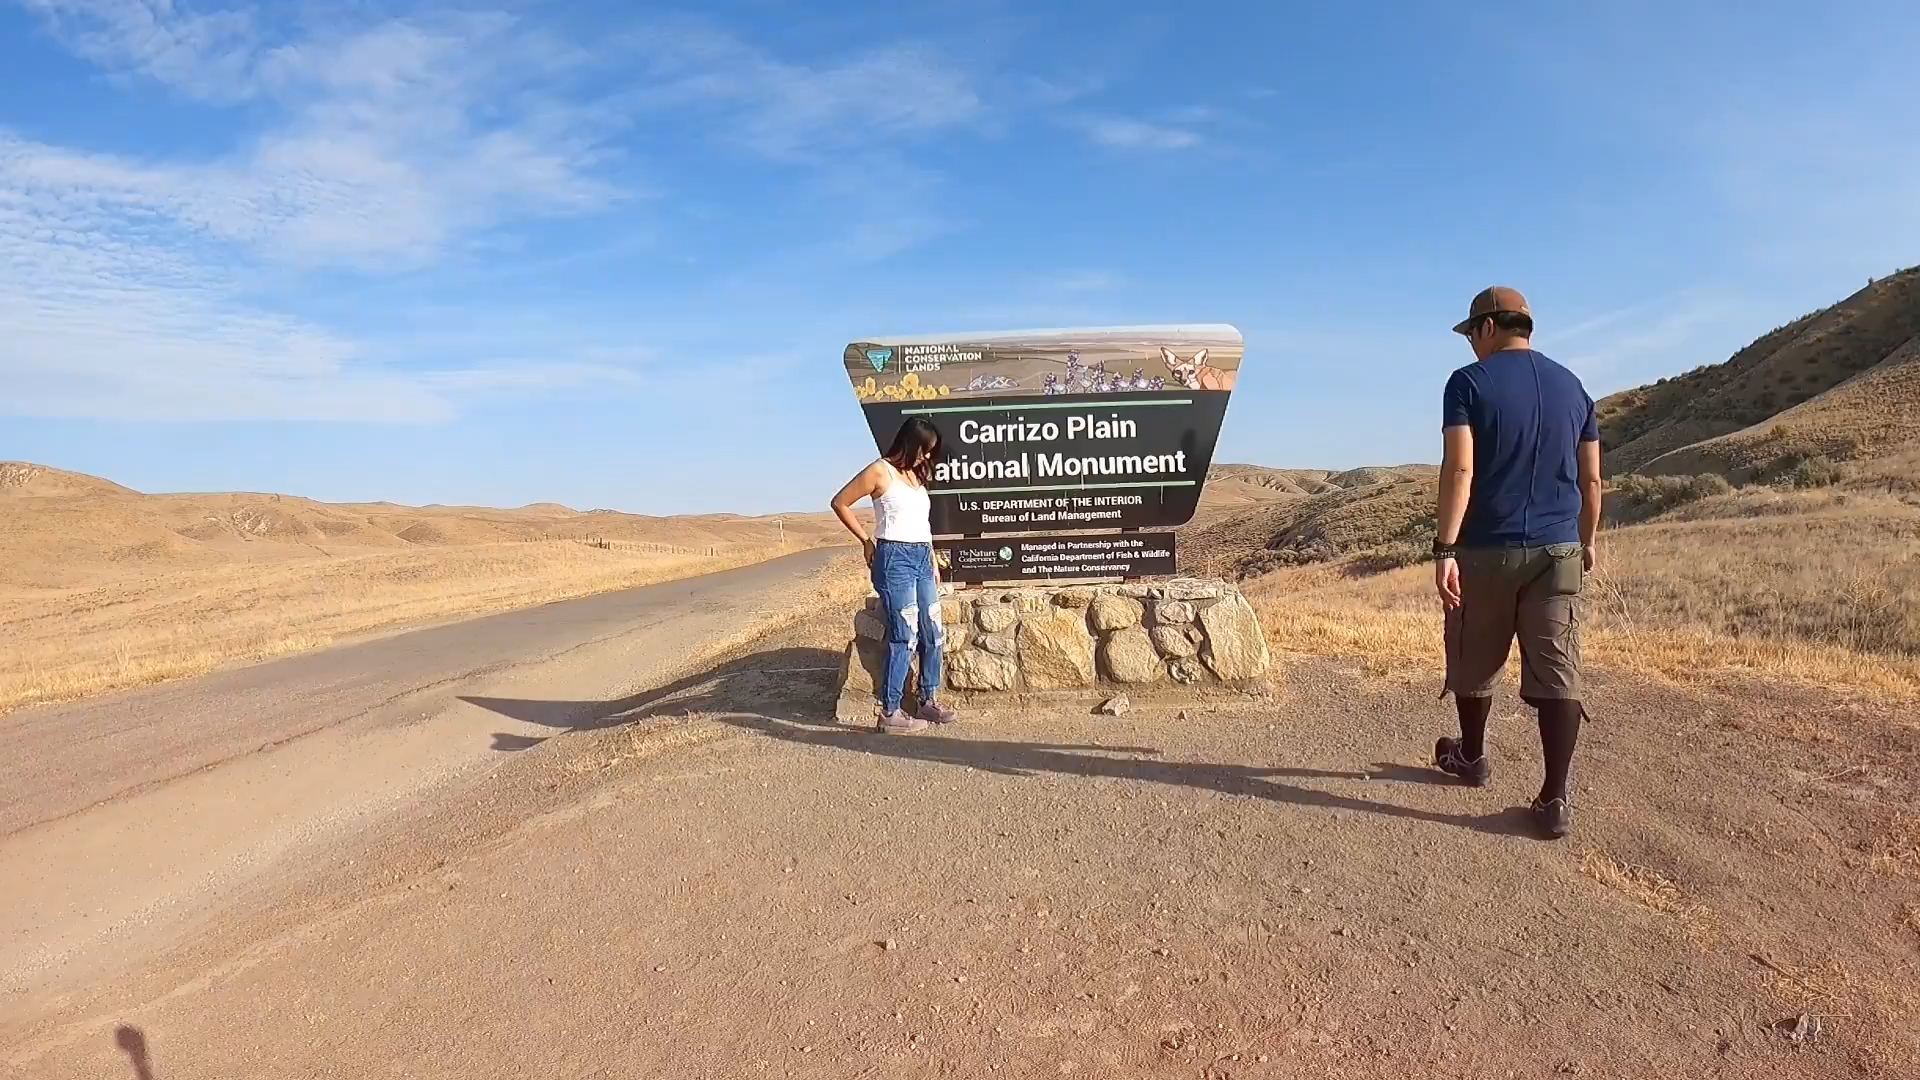 NATIONAL
CONSERVATION
LANDS
Carrizo Plain
ational Monument
U.S. DEPARTMENT OF THE INTERIOR
Bureau of Land Management
The Nature
Conservancy
Managed in Partnership with the
California Department of Fish & Wildlife
and The Nature Conservancy